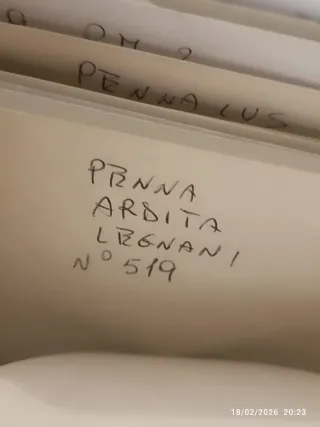 PENNA LUS
PENNA
ARDITA
LEGNANI
N° 519
18/02/2026 20:23